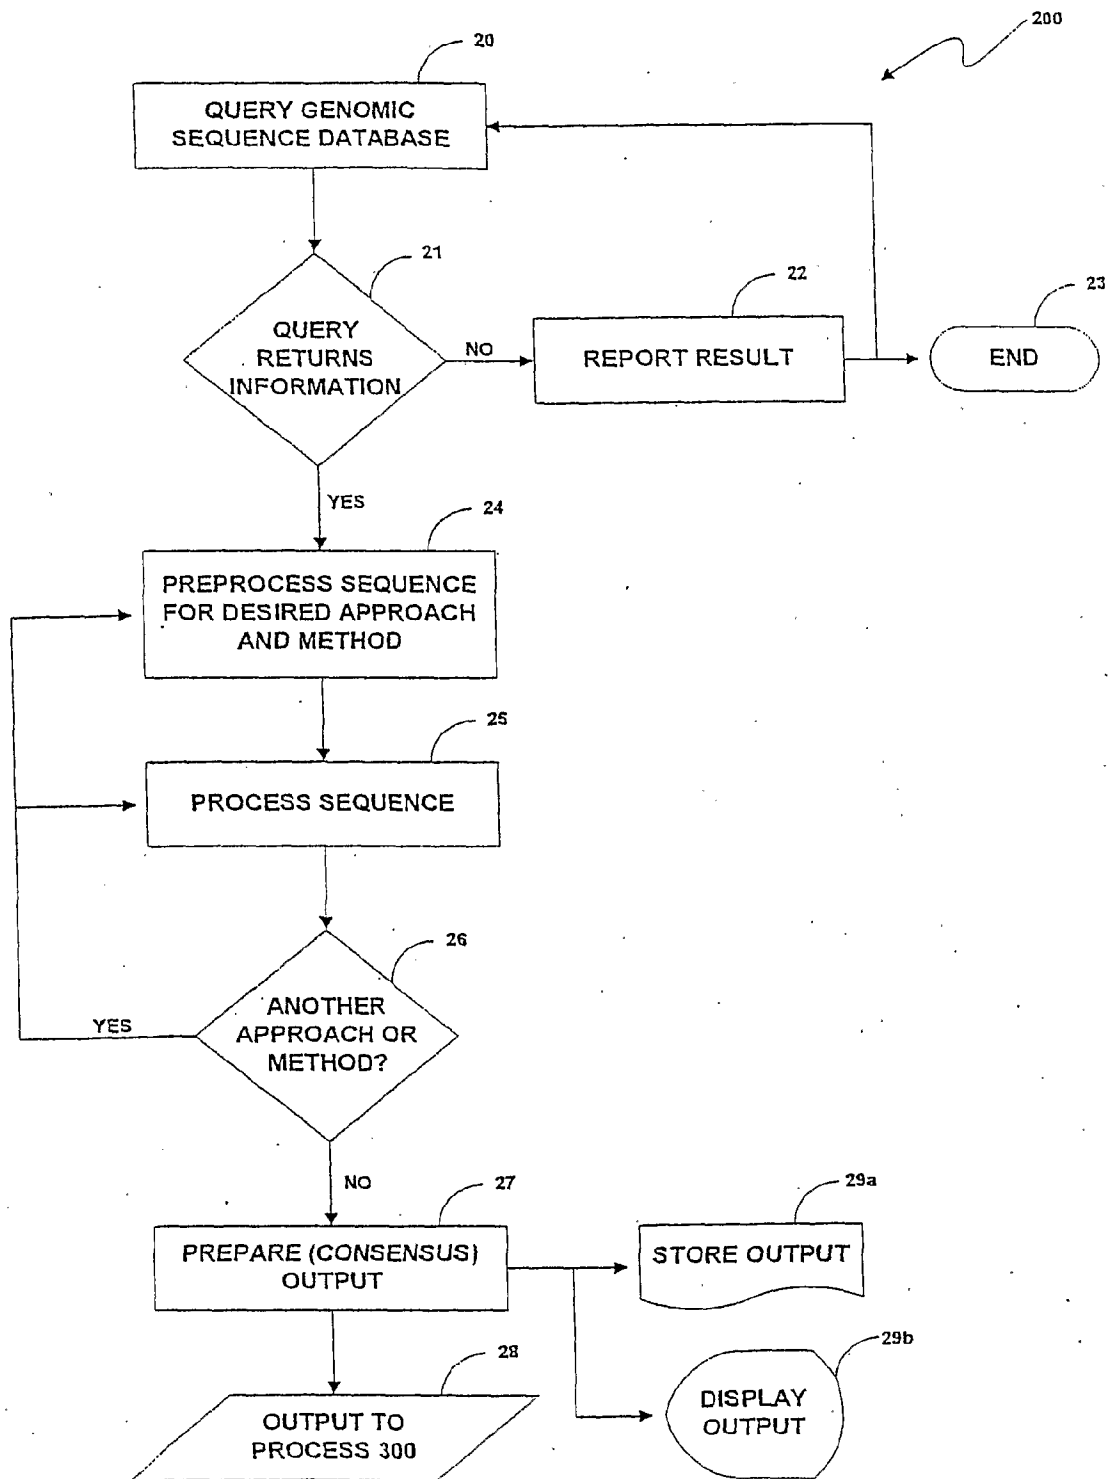 200
20
QUERY GENOMIC
SEQUENCE DATABASE
21
QUERY
RETURNS
INFORMATION
NO
22
REPORT RESULT
23
END
YES
24
PREPROCESS SEQUENCE
FOR DESIRED APPROACH
AND METHOD
25
PROCESS SEQUENCE
26
ANOTHER
APPROACH OR
METHOD?
YES
NO
27
PREPARE (CONSENSUS)
OUTPUT
29a
STORE OUTPUT
28
OUTPUT TO
PROCESS 300
29b
DISPLAY
OUTPUT